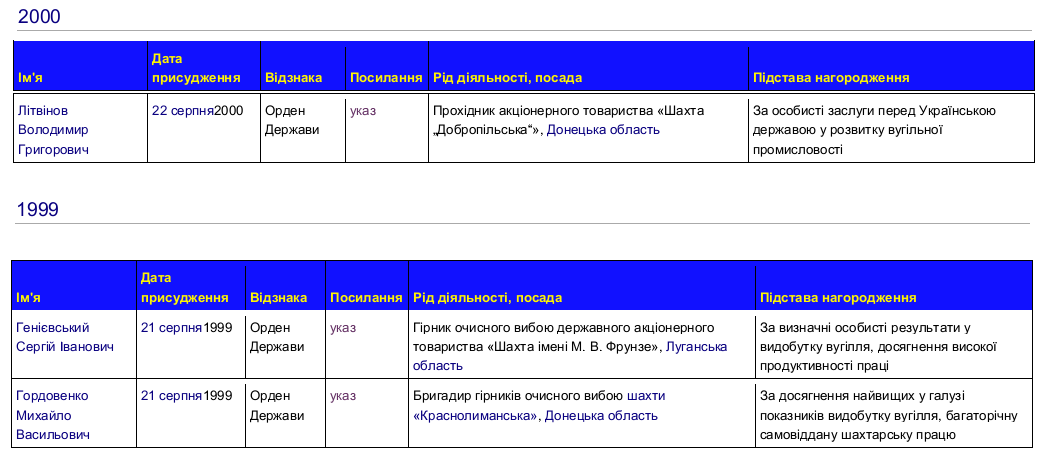 2000
Ім'я
Дата присудження
Відзнака
Посилання
Рід діяльності, посада
Підстава нагородження
Літвінов
Володимир
Григорович
22 серпня2000
Орден
Держави
указ
Прохідник акціонерного товариства «Шахта
„Добропільська“», Донецька область
За особисті заслуги перед Українською
державою у розвитку вугільної
промисловості
1999
Ім'я
Дата
присудження
Відзнака
Посилання
Рід діяльності, посада
Підстава нагородження
Генієвський
Сергій Іванович
21 серпня1999
Орден
Держави
указ
Гірник очисного вибою державного акціонерного
товариства «Шахта імені М. В. Фрунзе», Луганська
область
За визначні особисті результати у
видобутку вугілля, досягнення високої
продуктивності праці
Гордовенко
Михайло
Васильович
21 серпня1999
Орден
Держави
указ
Бригадир гірників очисного вибою шахти
«Краснолиманська», Донецька область
За досягнення найвищих у галузі
показників видобутку вугілля, багаторічну
самовіддану шахтарську працю